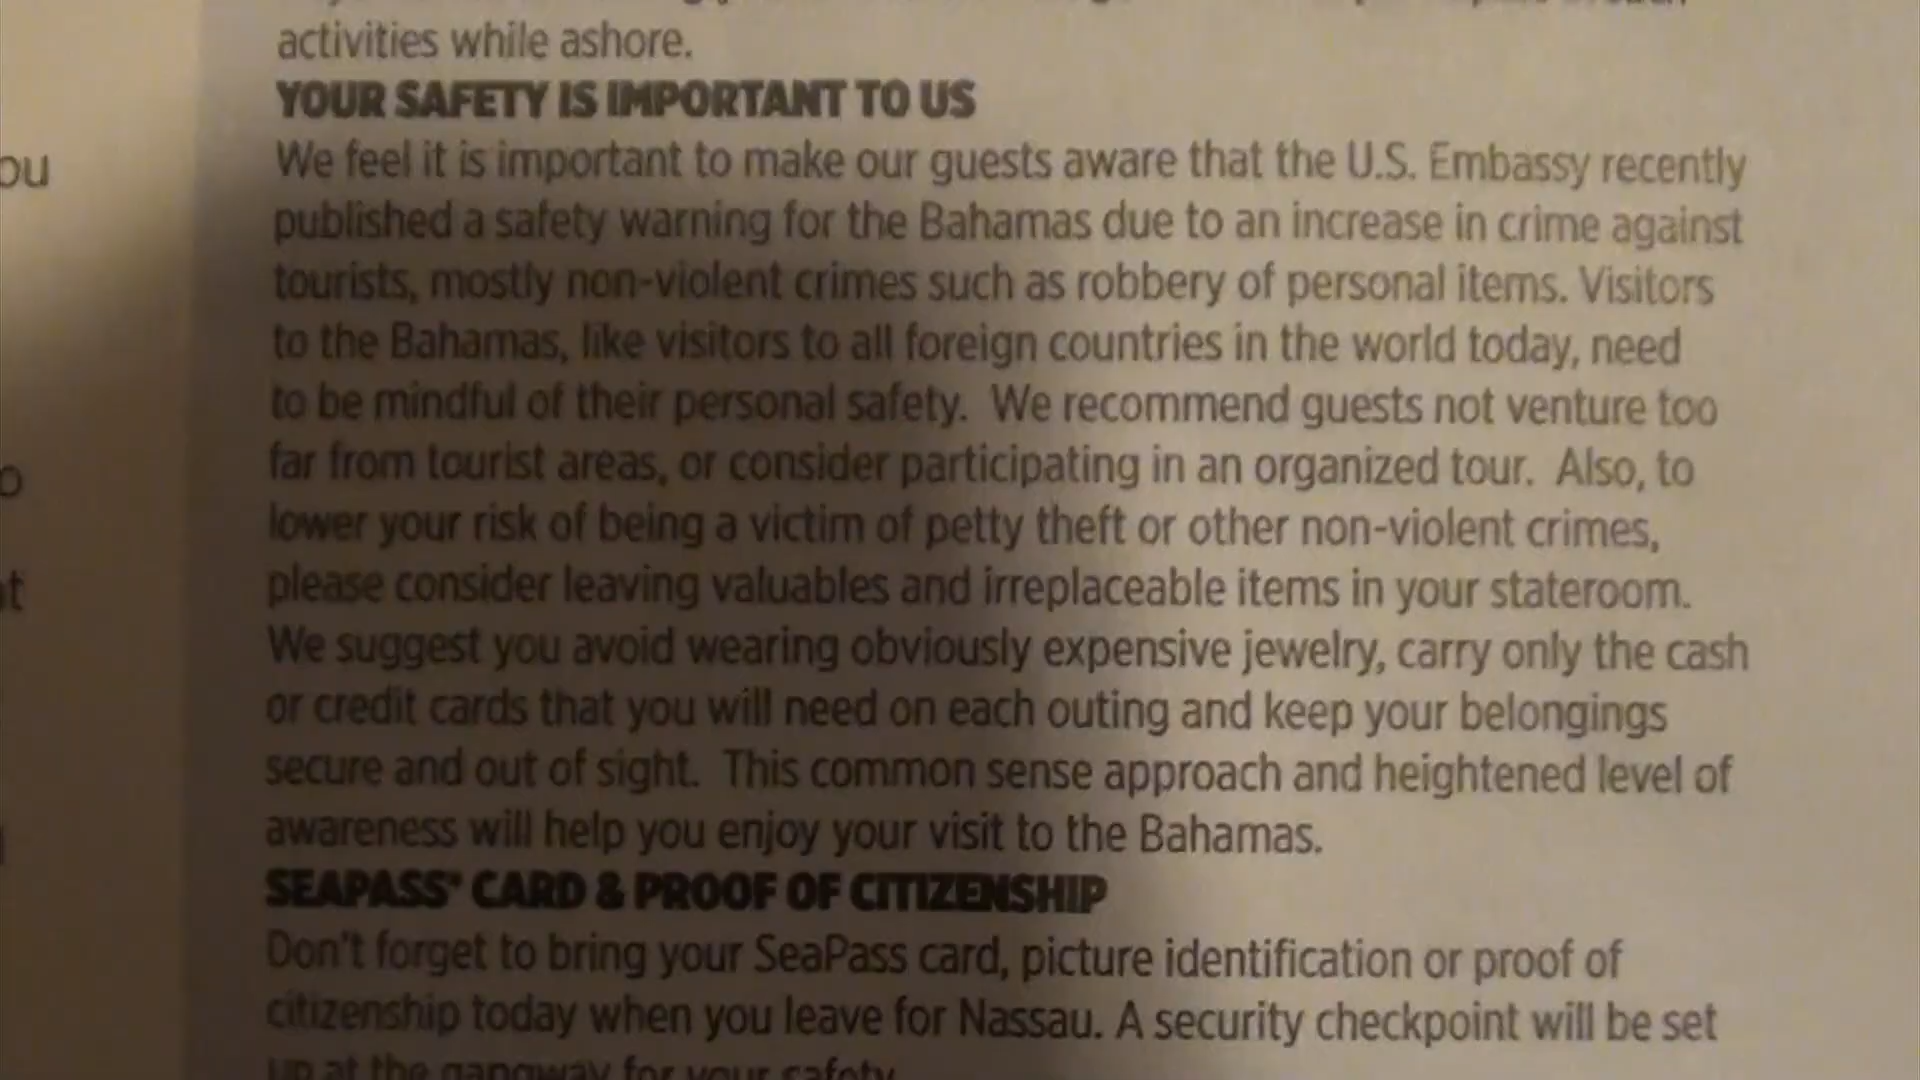 activities while ashore.
YOUR SAFETY IS IMPORTANT TO US
We feel it is important to make our guests aware that the U.S. Embassy recently
published a safety warning for the Bahamas due to an increase in crime against
tourists, mostly non-violent crimes such as robbery of personal items. Visitors
to the Bahamas, like visitors to all foreign countries in the world today, need
to be mindful of their personal safety. We recommend guests not venture too
far from tourist areas, or consider participating in an organized tour. Also, to
lower your risk of being a victim of petty theft or other non-violent crimes,
please consider leaving valuables and irreplaceable items in your stateroom.
We suggest you avoid wearing obviously expensive jewelry, carry only the cash
or credit cards that you will need on each outing and keep your belongings
secure and out of sight. This common sense approach and heightened level of
awareness will help you enjoy your visit to the Bahamas.
SEAPASS® CARD & PROOF OF CITIZENSHIP
Don't forget to bring your SeaPass card, picture identification or proof of
citizenship today when you leave for Nassau. A security checkpoint will be set
up at the gangway for your safety